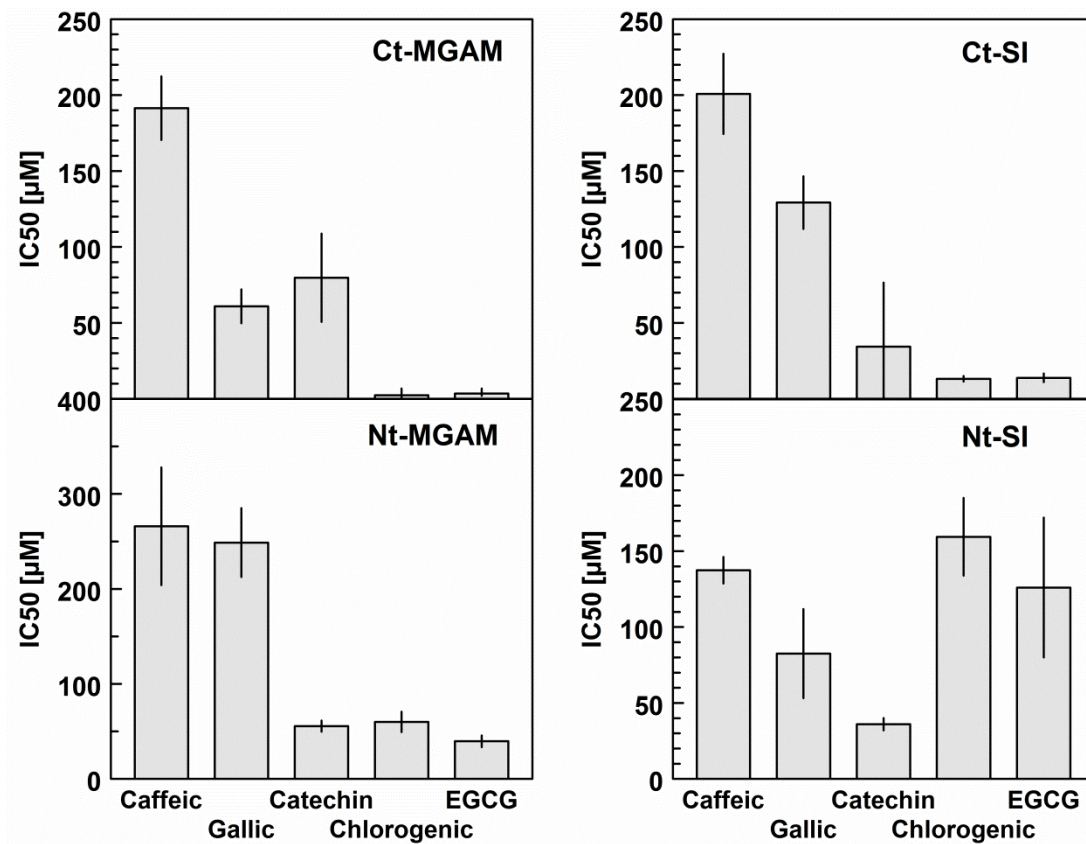 250
200
150
100
50
IC50 [µM]
Ct-MGAM
250
200
150
100
50
IC50 [µM]
Ct-SI
400
300
200
100
0
IC50 [µM]
Nt-MGAM
Caffeic
Catechin
EGCG
Gallic
Chlorogenic
250
200
150
100
50
0
IC50 [µM]
Nt-SI
Caffeic
Catechin
EGCG
Gallic
Chlorogenic